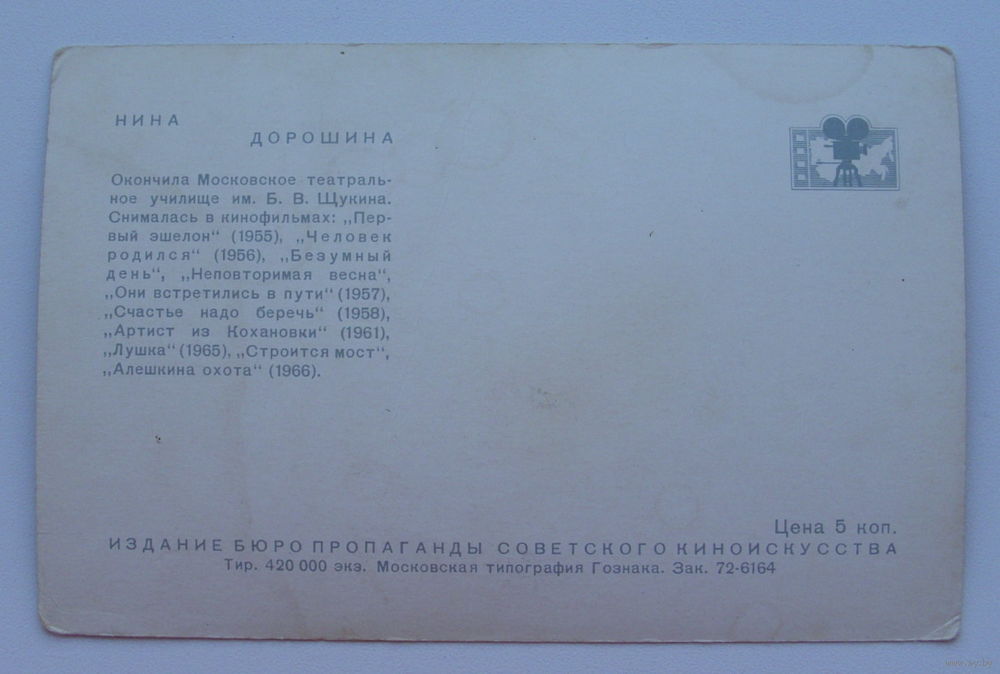 НИНА
ДОРОШИНА
Окончила Московское театраль-
ное училище им. Б. В. Щукина.
Снималась в кинофильмах: „Пер-
вый эшелон“ (1955), „Человек
родился“ (1956), „Безумный
день“, „Неповторимая весна“,
„Они встретились в пути“ (1957),
„Счастье надо беречь“ (1958),
„Артист из Кохановки“ (1961),
„Лушка“ (1965), „Строится мост“,
„Алешкина охота“ (1966).
Цена 5 коп.
ИЗДАНИЕ БЮРО ПРОПАГАНДЫ СОВЕТСКОГО КИНОИСКУССТВА
Тир. 420 000 экз. Московская типография Гознака. Зак. 72-6164